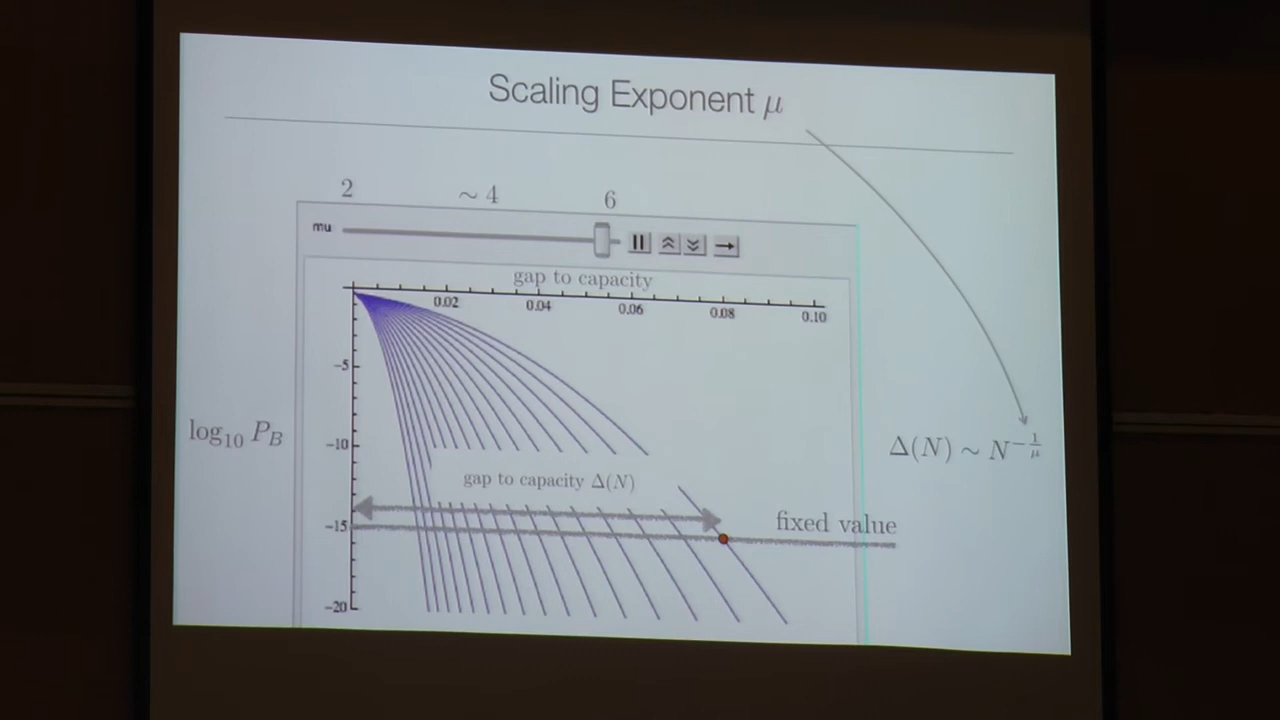 Scaling Exponent μ
2 ~ 4 6
mu
gap to capacity
0.02 0.04 0.06 0.08 0.10
-5
log₁₀ P_B
-10
Δ(N) ~ N^{-1/μ}
gap to capacity Δ(N)
-15
fixed value
-20